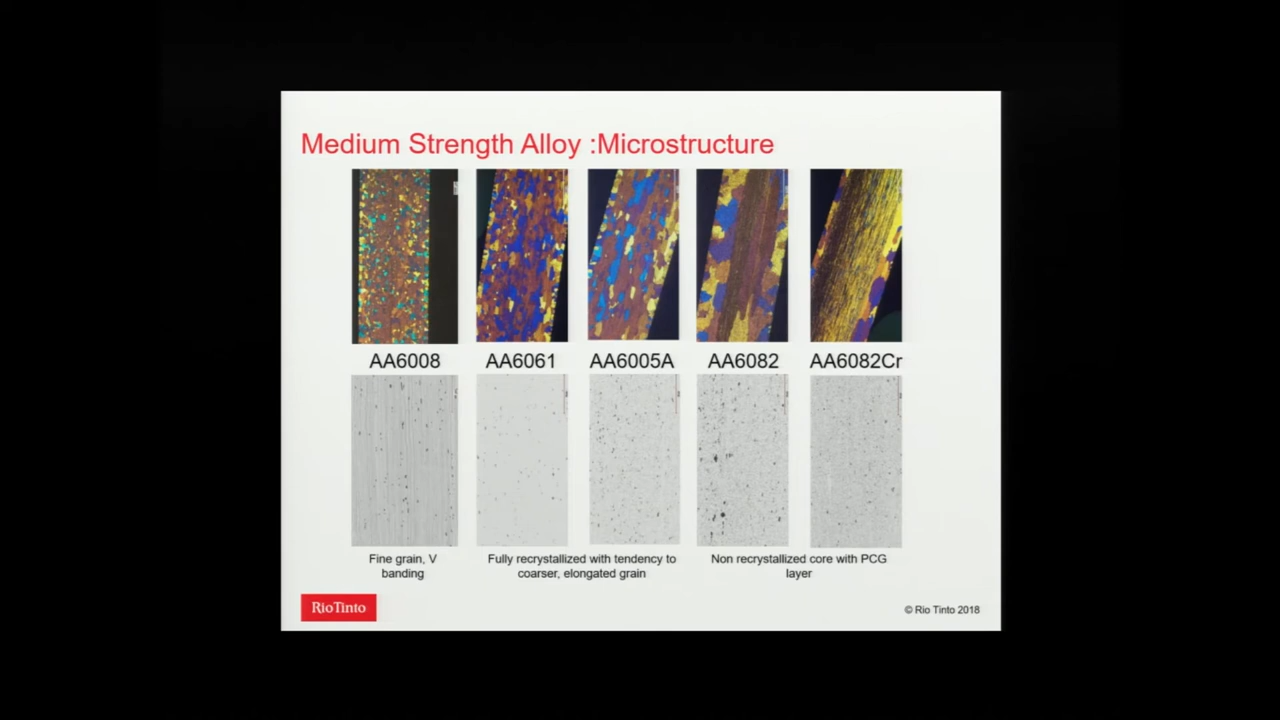 Medium Strength Alloy :Microstructure
AA6008
AA6061
AA6005A
AA6082
AA6082Cr
Fine grain, V
banding
Fully recrystallized with tendency to
coarser, elongated grain
Non recrystallized core with PCG
layer
RioTinto
© Rio Tinto 2018